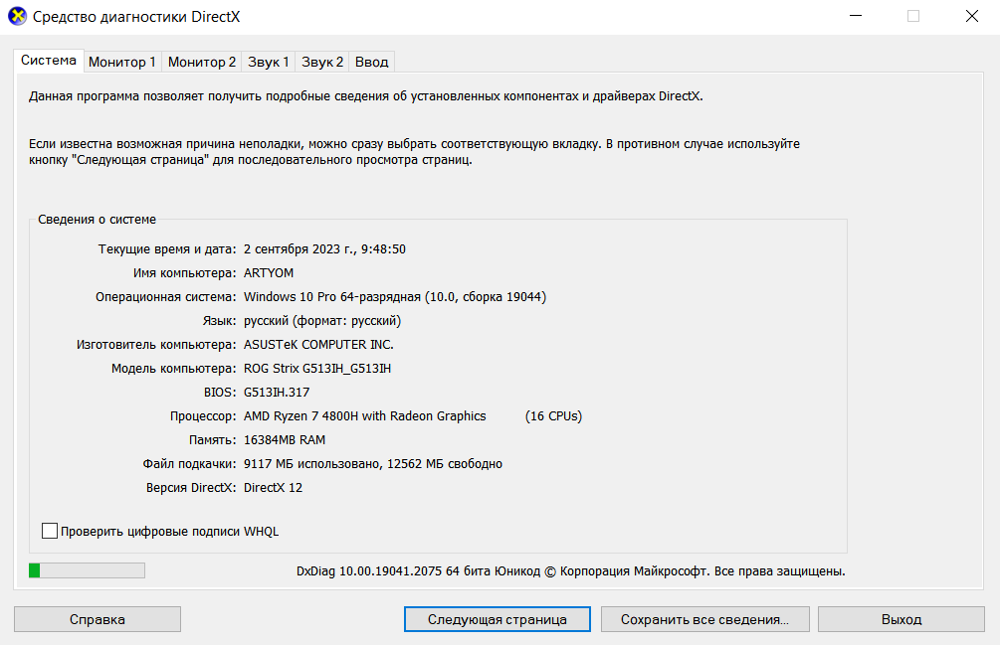 Средство диагностики DirectX
Система Монитор 1 Монитор 2 Звук 1 Звук 2 Ввод
Данная программа позволяет получить подробные сведения об установленных компонентах и драйверах DirectX.
Если известна возможная причина неполадки, можно сразу выбрать соответствующую вкладку. В противном случае используйте
кнопку "Следующая страница" для последовательного просмотра страниц.
Сведения о системе
Текущие время и дата: 2 сентября 2023 г., 9:48:50
Имя компьютера: ARTYOM
Операционная система: Windows 10 Pro 64-разрядная (10.0, сборка 19044)
Язык: русский (формат: русский)
Изготовитель компьютера: ASUSTeK COMPUTER INC.
Модель компьютера: ROG Strix G513IH_G513IH
BIOS: G513IH.317
Процессор: AMD Ryzen 7 4800H with Radeon Graphics (16 CPUs)
Память: 16384MB RAM
Файл подкачки: 9117 МБ использовано, 12562 МБ свободно
Версия DirectX: DirectX 12
Проверить цифровые подписи WHQL
DxDiag 10.00.19041.2075 64 бита Юникод © Корпорация Майкрософт. Все права защищены.
Справка Следующая страница Сохранить все сведения... Выход